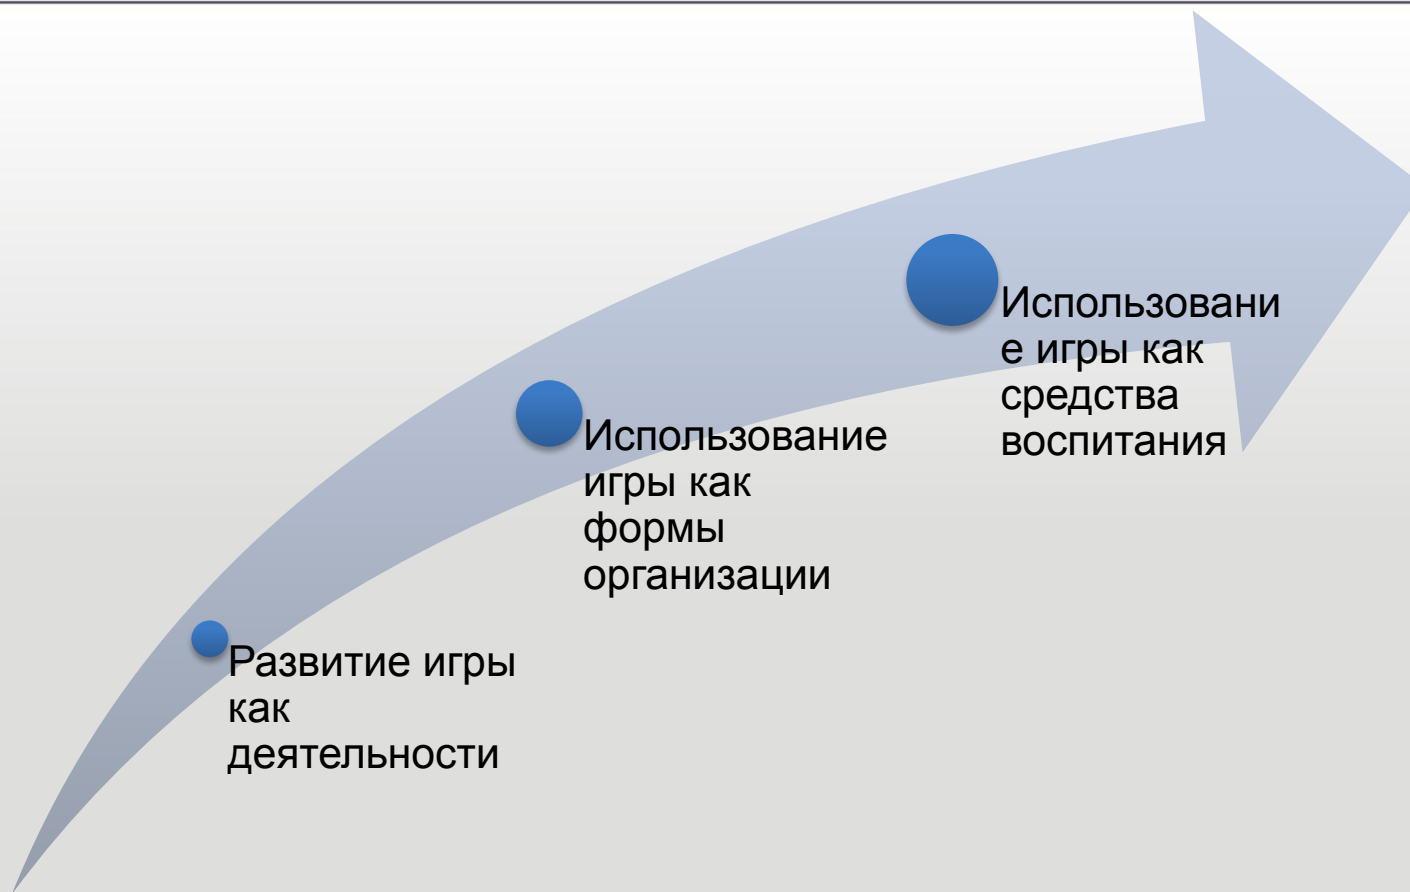 Развитие игры
как
деятельности
Использование
игры как
формы
организации
Использовани
е игры как
средства
воспитания